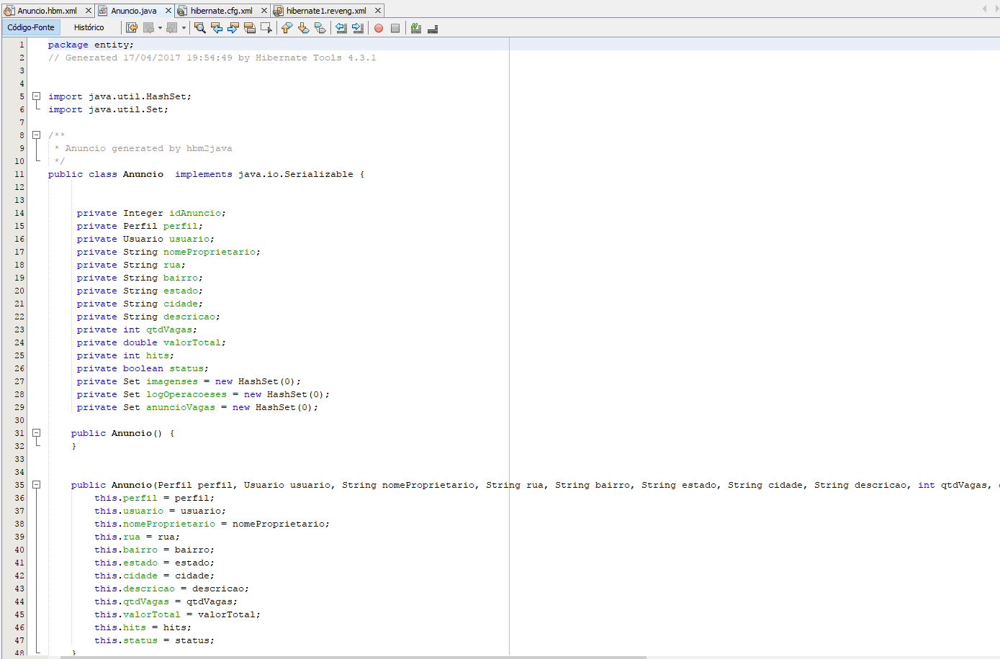 Anuncio.hbm.xml Anuncio.java hibernate.cfg.xml hibernate1.reveng.xml
Código-Fonte Histórico
1 package entity;
2 // Generated 17/04/2017 19:54:49 by Hibernate Tools 4.3.1
3
4
5 import java.util.HashSet;
6 import java.util.Set;
7
8 /**
9 * Anuncio generated by hbm2java
10 */
11 public class Anuncio  implements java.io.Serializable {
12
13
14 private Integer idAnuncio;
15 private Perfil perfil;
16 private Usuario usuario;
17 private String nomeProprietario;
18 private String rua;
19 private String bairro;
20 private String estado;
21 private String cidade;
22 private String descricao;
23 private int qtdVagas;
24 private double valorTotal;
25 private int hits;
26 private boolean status;
27 private Set imagenses = new HashSet(0);
28 private Set logOperacoeses = new HashSet(0);
29 private Set anuncioVagas = new HashSet(0);
30
31 public Anuncio() {
32 }
33
34
35 public Anuncio(Perfil perfil, Usuario usuario, String nomeProprietario, String rua, String bairro, String estado, String cidade, String descricao, int qtdVagas,
36 this.perfil = perfil;
37 this.usuario = usuario;
38 this.nomeProprietario = nomeProprietario;
39 this.rua = rua;
40 this.bairro = bairro;
41 this.estado = estado;
42 this.cidade = cidade;
43 this.descricao = descricao;
44 this.qtdVagas = qtdVagas;
45 this.valorTotal = valorTotal;
46 this.hits = hits;
47 this.status = status;
48 }